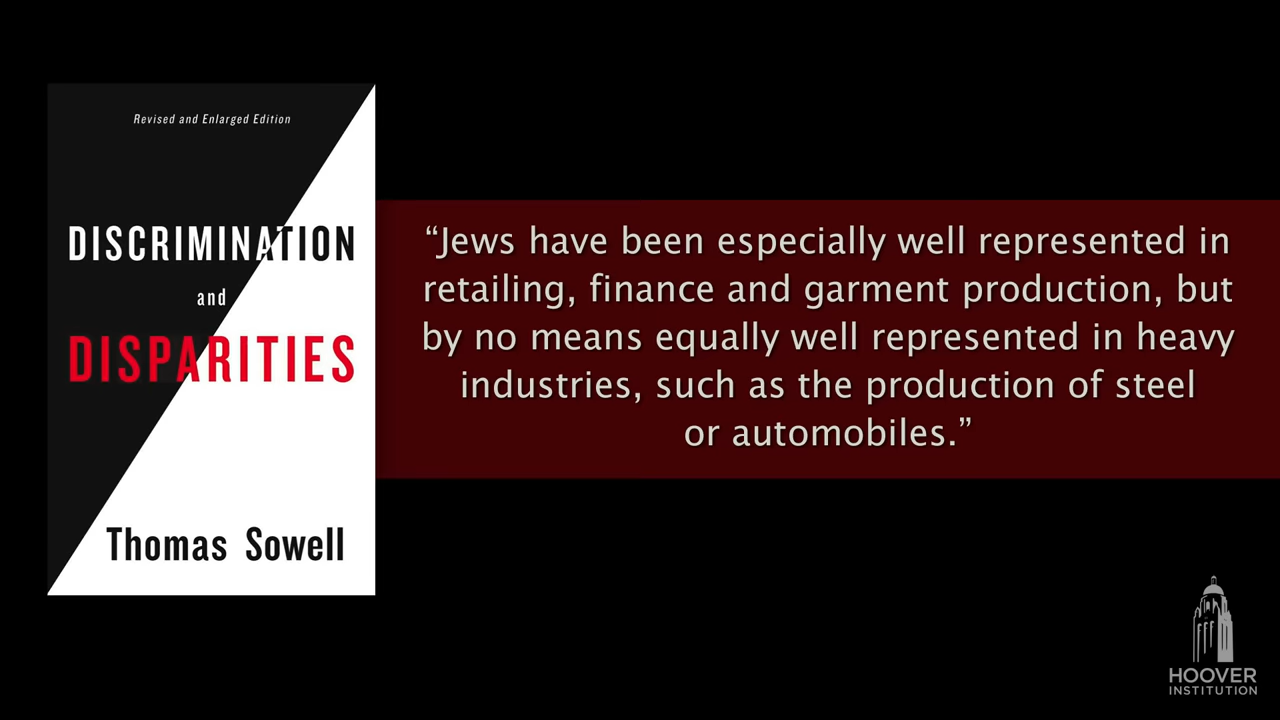 Revised and Enlarged Edition
DISCRIMINATION
and
DISPARITIES
Thomas Sowell
“Jews have been especially well represented in
retailing, finance and garment production, but
by no means equally well represented in heavy
industries, such as the production of steel
or automobiles.”
HOOVER
INSTITUTION